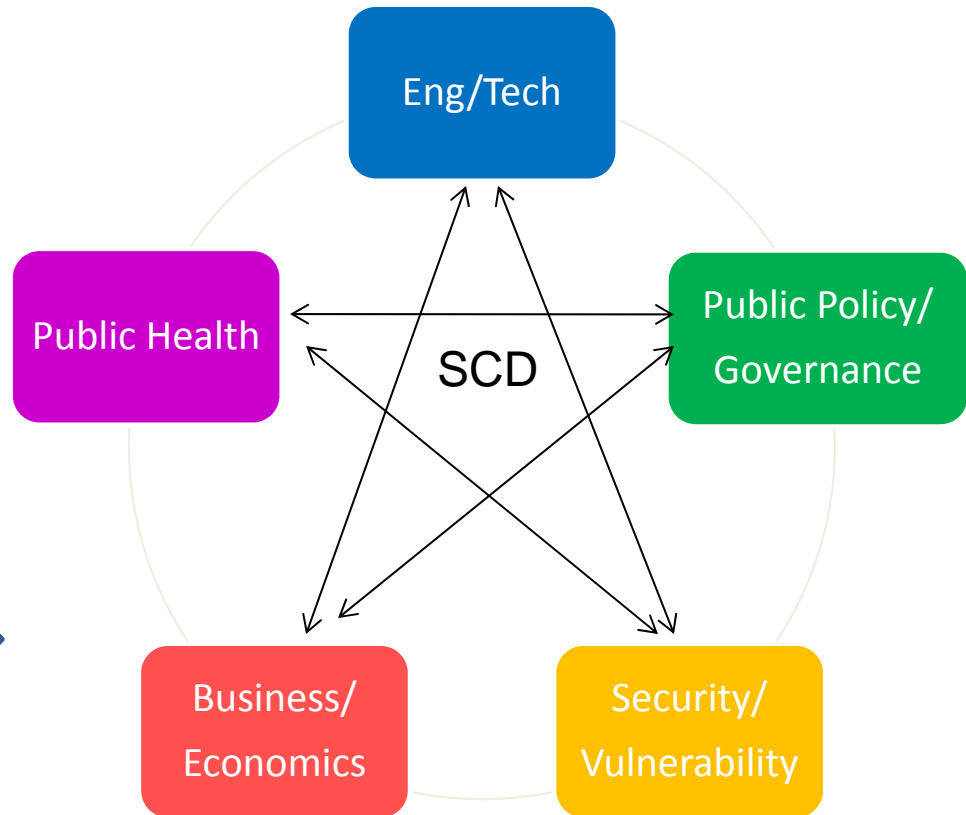 Eng/Tech
Public Health
Public Policy/
Governance
SCD
Business/
Economics
Security/
Vulnerability